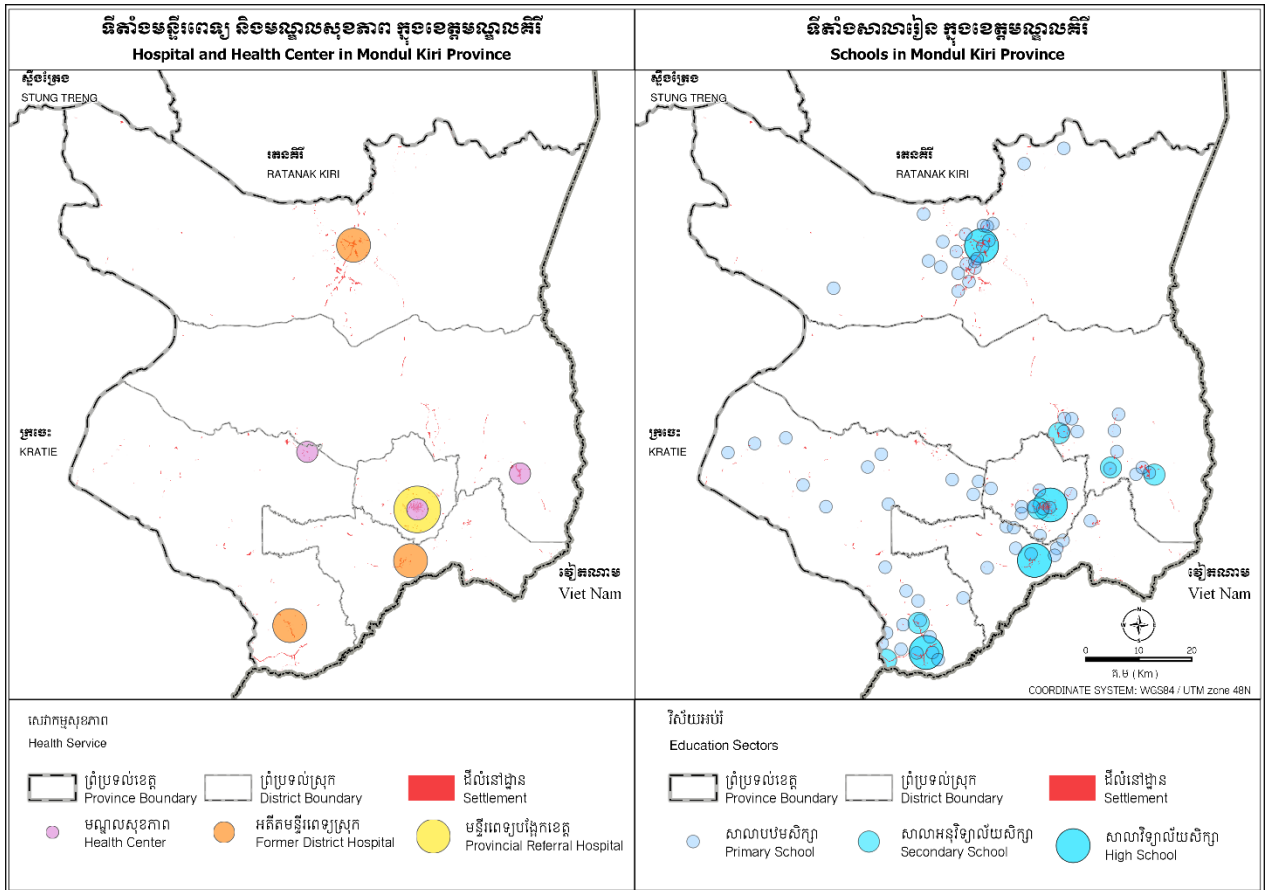 ទីតាំងមន្ទីរពេទ្យ និងមណ្ឌលសុខភាព ក្នុងខេត្តមណ្ឌលគិរី
Hospital and Health Center in Mondul Kiri Province
ទីតាំងសាលារៀន ក្នុងខេត្តមណ្ឌលគិរី
Schools in Mondul Kiri Province
ស្ទឹងត្រែង
STUNG TRENG
រតនគិរី
RATANAK KIRI
ក្រចេះ
KRATIE
វៀតណាម
Viet Nam
ស្ទឹងត្រែង
STUNG TRENG
រតនគិរី
RATANAK KIRI
ក្រចេះ
KRATIE
វៀតណាម
Viet Nam
N
W E
S
0 10 20
គ.ម (Km)
COORDINATE SYSTEM: WGS84 / UTM zone 48N
សេវាកម្មសុខភាព
Health Service
ព្រំប្រទល់ខេត្ត
Province Boundary
ព្រំប្រទល់ស្រុក
District Boundary
ដីលំនៅដ្ឋាន
Settlement
មណ្ឌលសុខភាព
Health Center
អតីតមន្ទីរពេទ្យស្រុក
Former District Hospital
មន្ទីរពេទ្យបង្អែកខេត្ត
Provincial Referral Hospital
វិស័យអប់រំ
Education Sectors
ព្រំប្រទល់ខេត្ត
Province Boundary
ព្រំប្រទល់ស្រុក
District Boundary
ដីលំនៅដ្ឋាន
Settlement
សាលាបឋមសិក្សា
Primary School
សាលាអនុវិទ្យាល័យសិក្សា
Secondary School
សាលាវិទ្យាល័យសិក្សា
High School